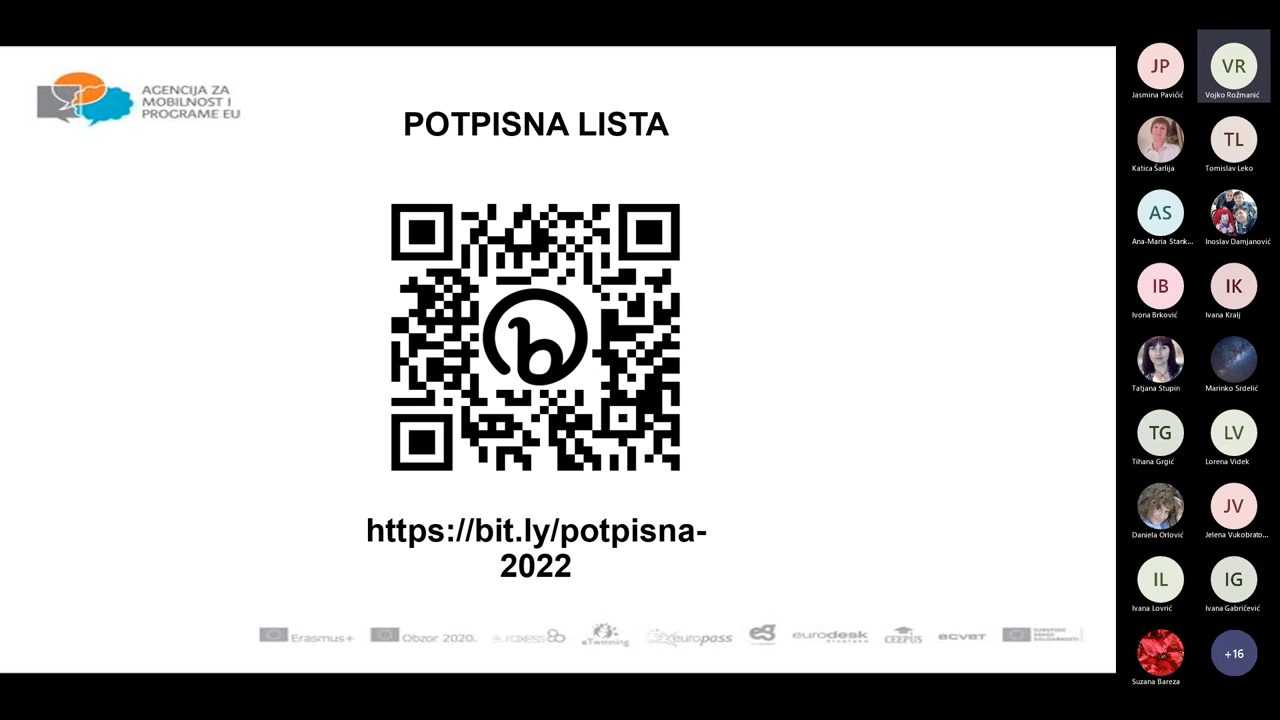 AGENCIJA ZA
MOBILNOST I
PROGRAME EU
POTPISNA LISTA
https://bit.ly/potpisna-
2022
Erasmus+
Obzor 2020.
euraxess
eTwinning
europass
eurodesk
CEEPUS
ecvet
JP
Jasmina Pavičić
VR
Vojko Rožmanić
Katica Šarlija
TL
Tomislav Leko
AS
Ana-Maria Stank...
Inoslav Damjanović
IB
Ivona Brković
IK
Ivana Kralj
Tatjana Stupin
Marinko Srdelić
TG
Tihana Grgić
LV
Lorena Videk
Daniela Orlović
JV
Jelena Vukobrato...
IL
Ivana Lovrić
IG
Ivana Gabričević
Suzana Bareza
+16